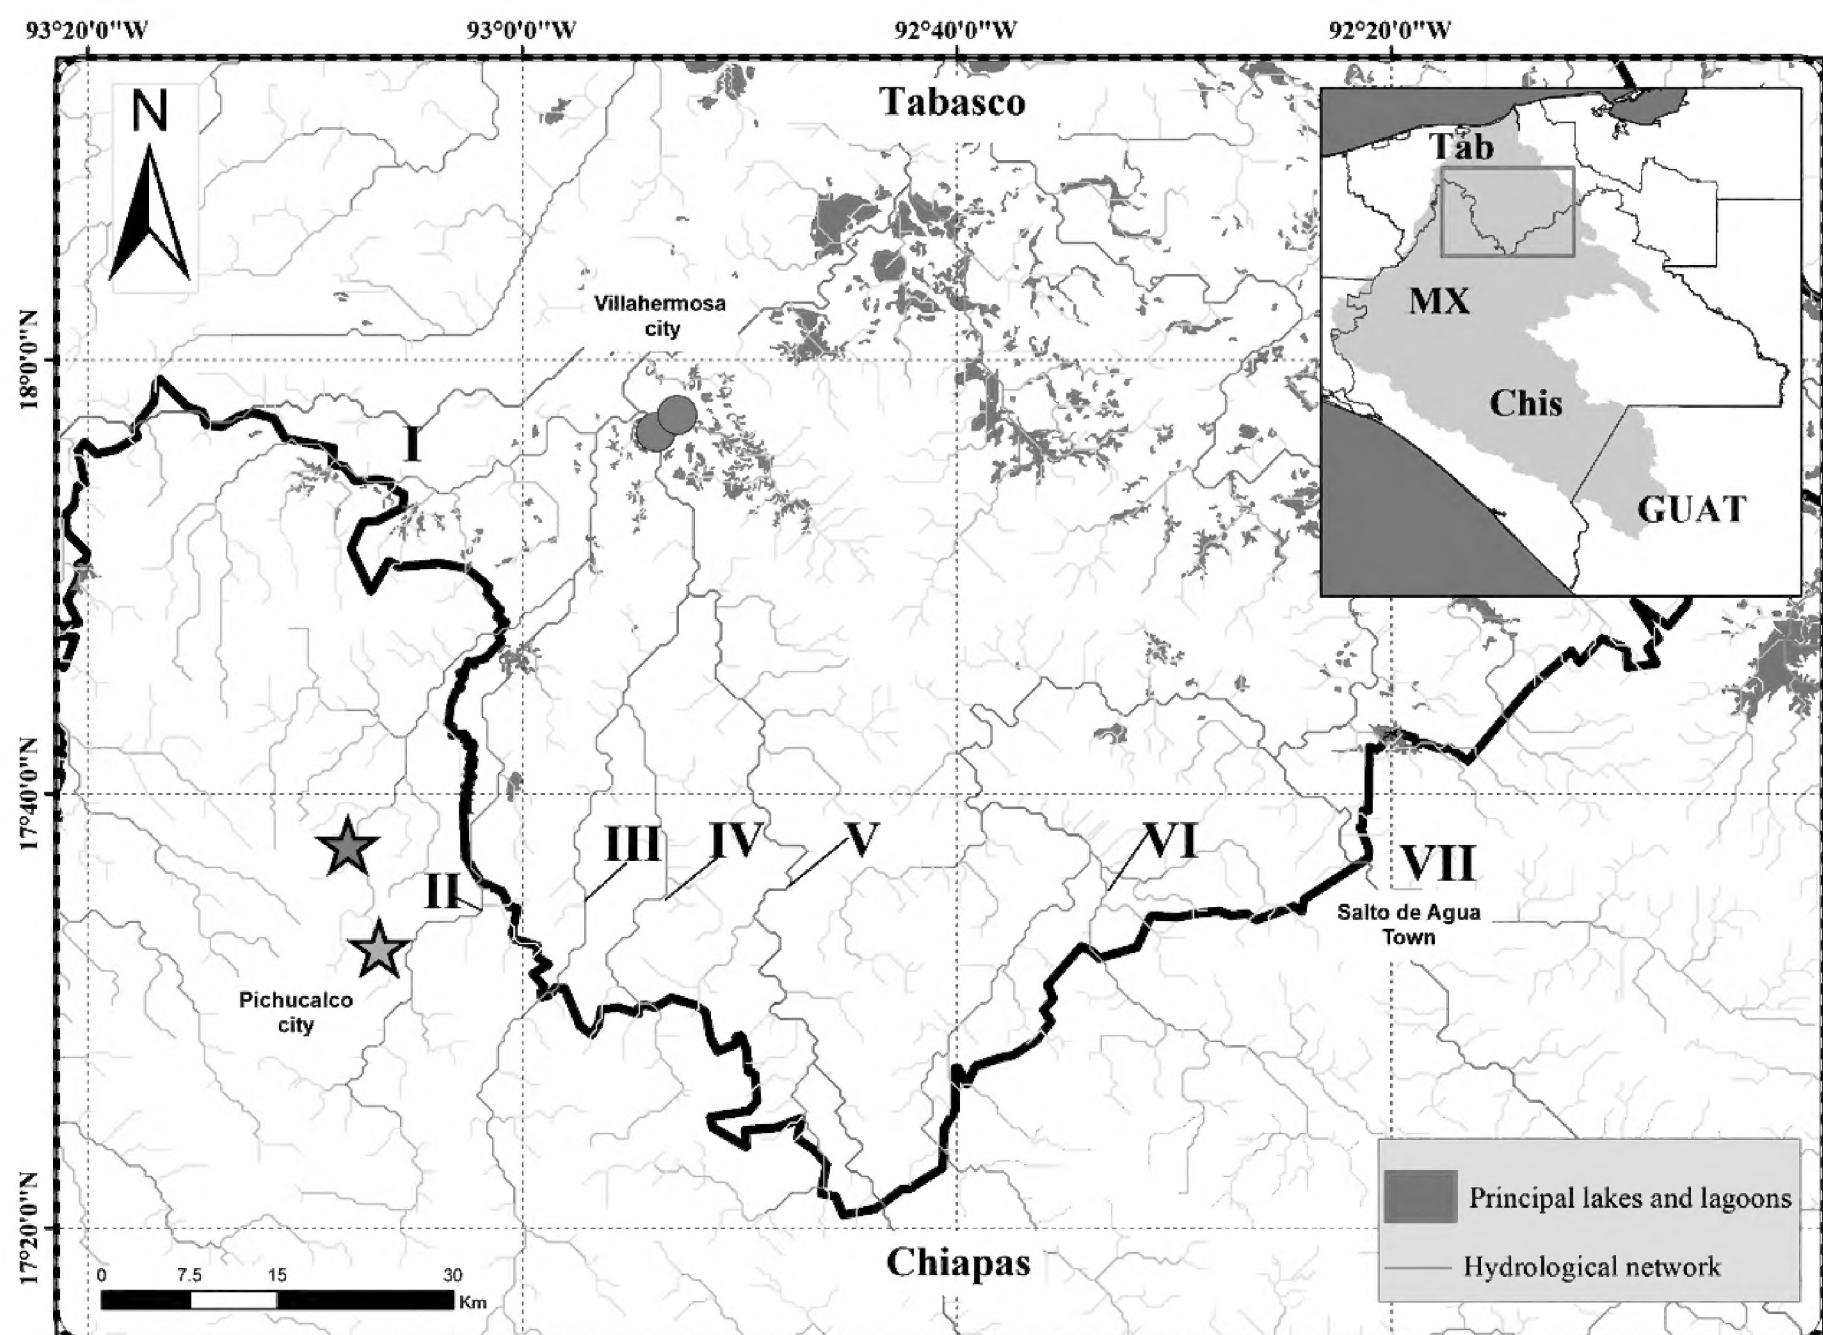 93°20'0"W
93°0'0"W
92°40'0"W
92°20'0"W
N
Tabasco
Tab
Villahermosa
city
MX
18°0'0"N
Chis
I
GUAT
17°40'0"N
III
IV
V
VI
VII
II
Salto de Agua
Town
Pichucalco
city
17°20'0"N
Principal lakes and lagoons
Chiapas
Hydrological network
0
7.5
15
30
Km